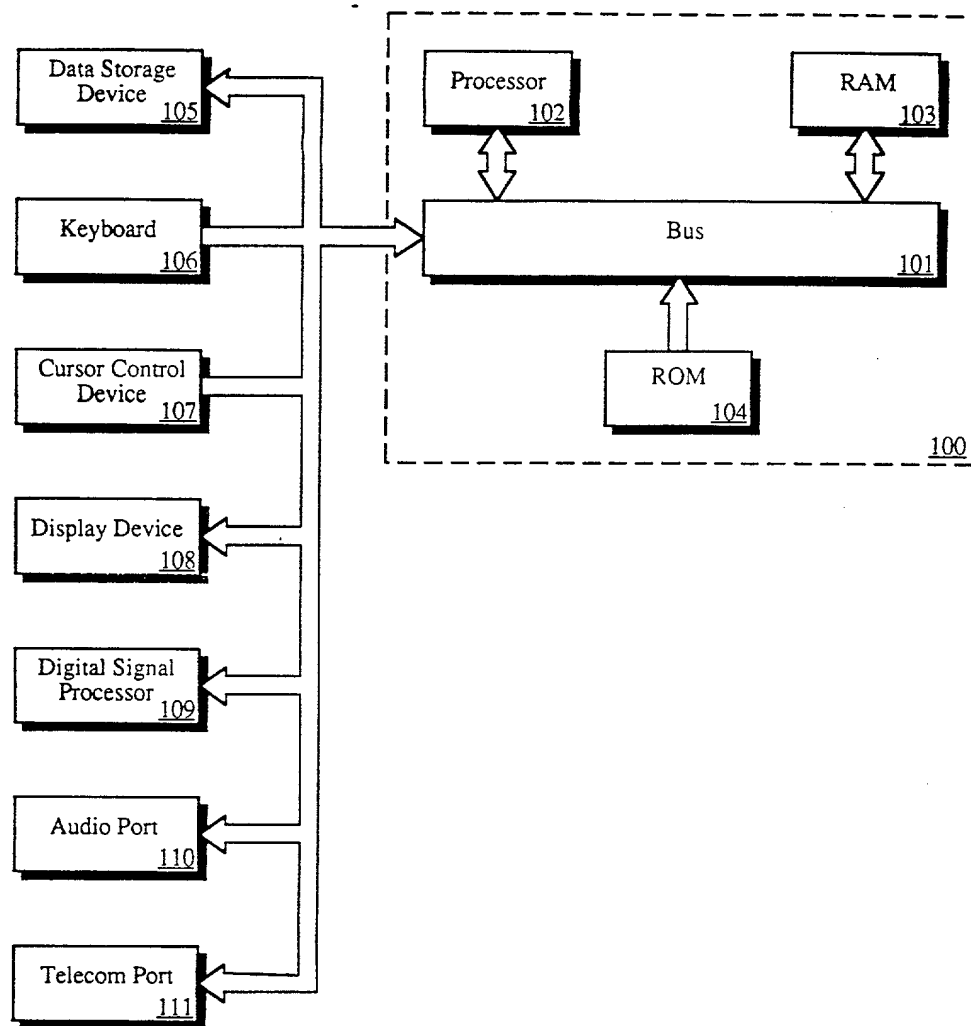 Data Storage
Device
105
Keyboard
106
Cursor Control
Device
107
Display Device
108
Digital Signal
Processor
109
Audio Port
110
Telecom Port
111
Processor
102
RAM
103
Bus
101
ROM
104
100